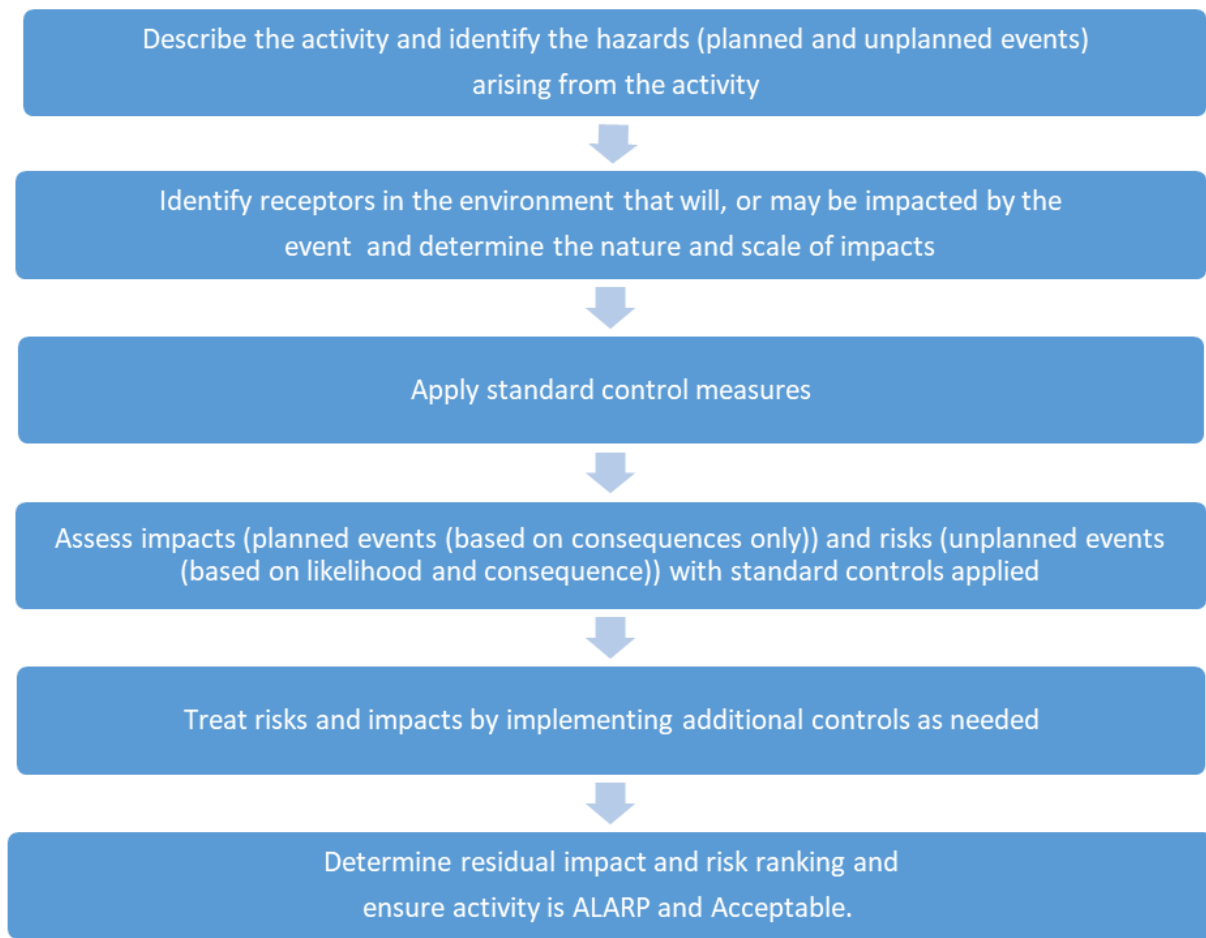 Describe the activity and identify the hazards (planned and unplanned events)
arising from the activity
Identify receptors in the environment that will, or may be impacted by the
event and determine the nature and scale of impacts
Apply standard control measures
Assess impacts (planned events (based on consequences only)) and risks (unplanned events
(based on likelihood and consequence)) with standard controls applied
Treat risks and impacts by implementing additional controls as needed
Determine residual impact and risk ranking and
ensure activity is ALARP and Acceptable.